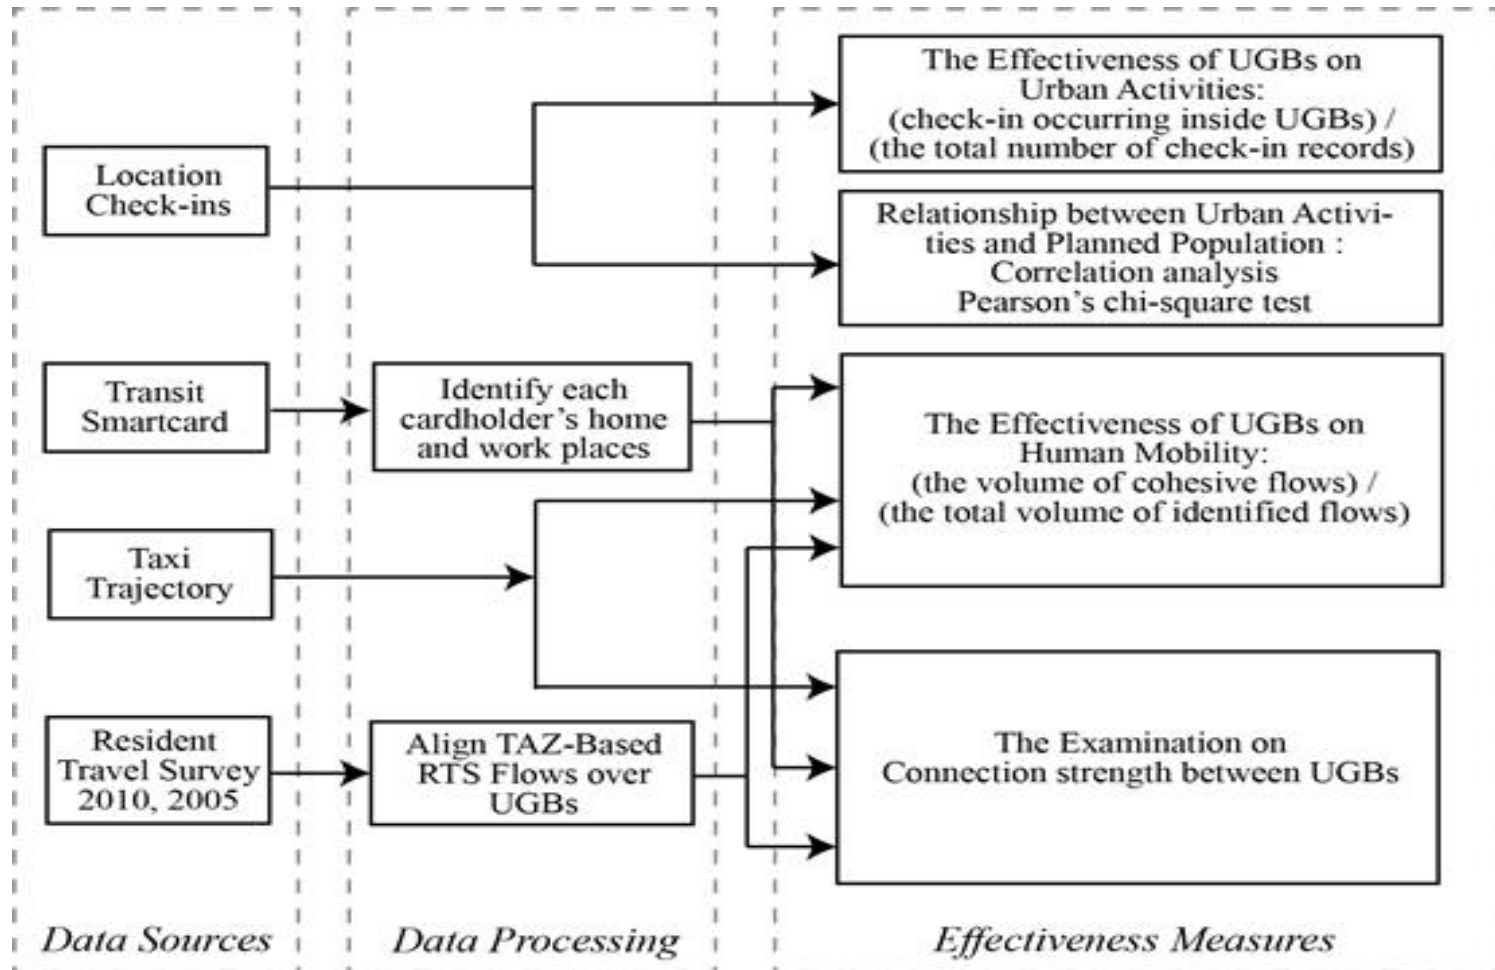 Location
Check-ins
Transit
Smartcard
Taxi
Trajectory
Resident
Travel Survey
2010, 2005
Data Sources
Identify each
cardholder's home
and work places
Align TAZ-Based
RTS Flows over
UGBs
Data Processing
The Effectiveness of UGBs on
Urban Activities:
(check-in occurring inside UGBs) /
(the total number of check-in records)
Relationship between Urban Activi-
ties and Planned Population :
Correlation analysis
Pearson's chi-square test
The Effectiveness of UGBs on
Human Mobility:
(the volume of cohesive flows) /
(the total volume of identified flows)
The Examination on
Connection strength between UGBs
Effectiveness Measures